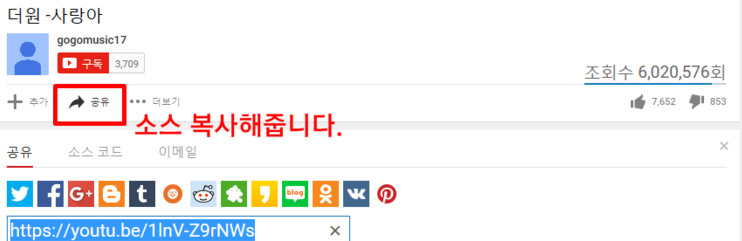 더원 -사랑아
gogomusic17
구독 3,709
조회수 6,020,576회
추가 공유 더보기 7,652 853
소스 복사해줍니다.
공유 소스 코드 이메일
blog
https://youtu.be/1lnV-Z9rNWs